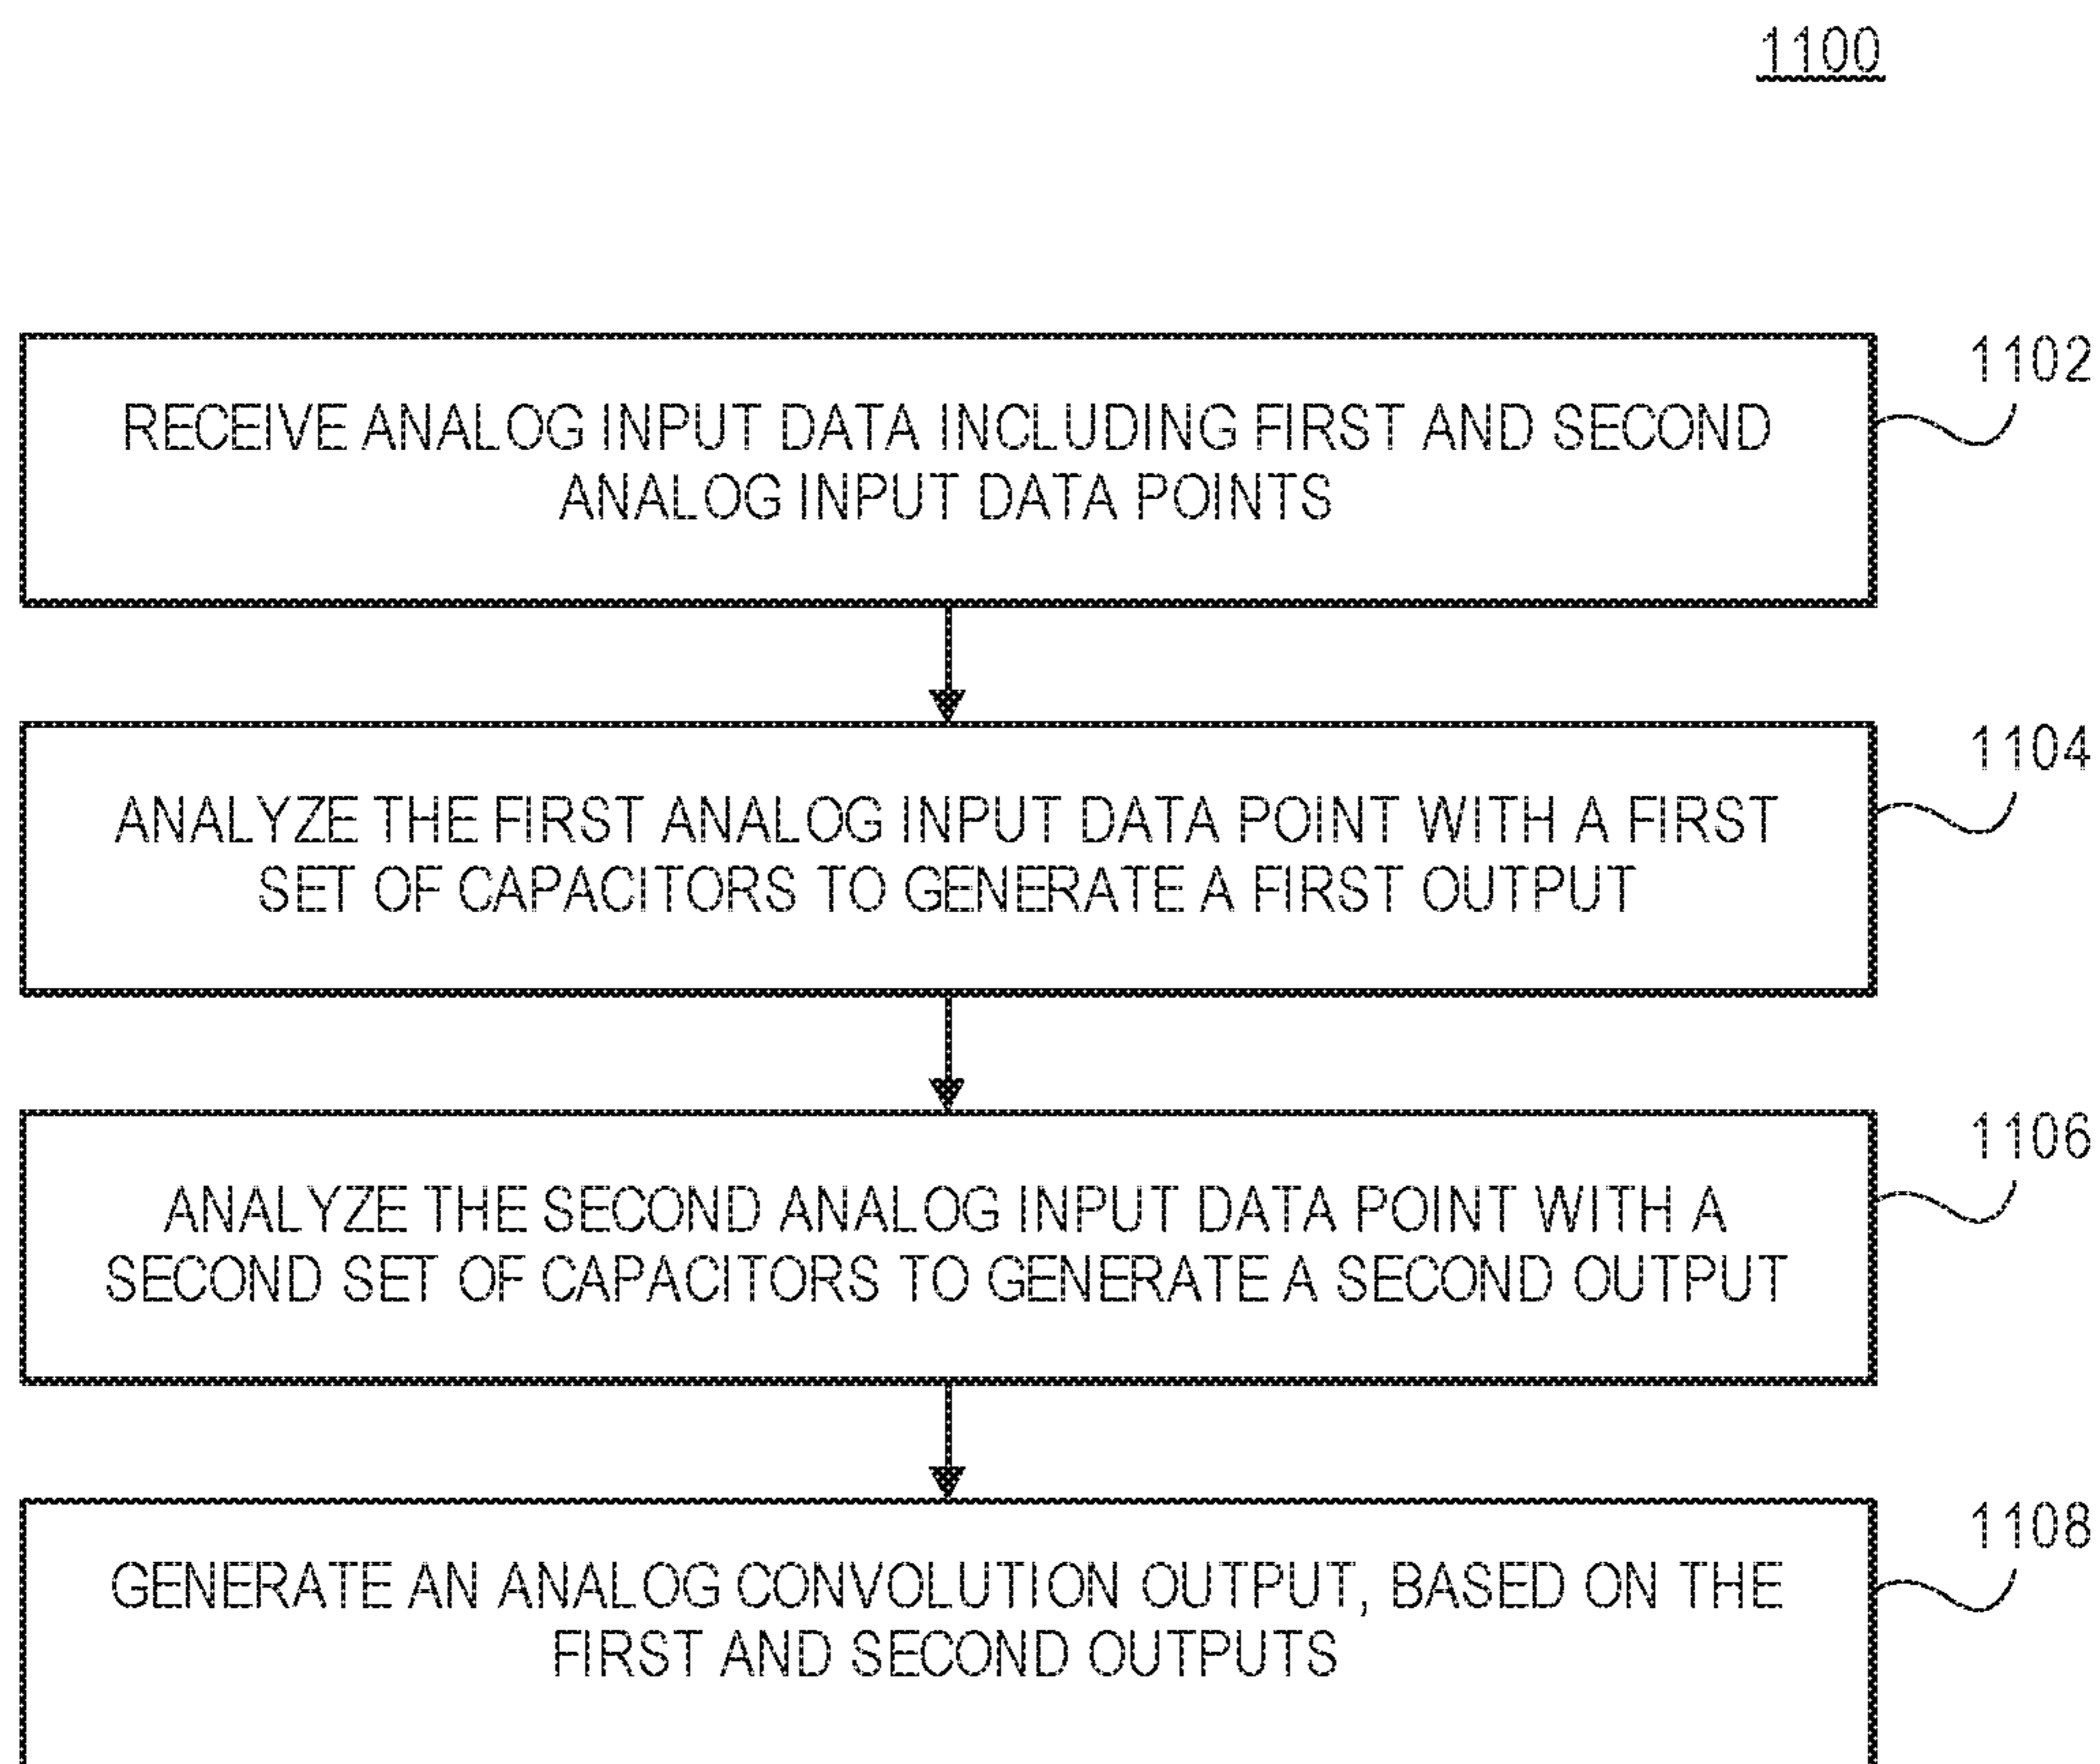 1100
1102
RECEIVE ANALOG INPUT DATA INCLUDING FIRST AND SECOND
ANALOG INPUT DATA POINTS
1104
ANALYZE THE FIRST ANALOG INPUT DATA POINT WITH A FIRST
SET OF CAPACITORS TO GENERATE A FIRST OUTPUT
1106
ANALYZE THE SECOND ANALOG INPUT DATA POINT WITH A
SECOND SET OF CAPACITORS TO GENERATE A SECOND OUTPUT
1108
GENERATE AN ANALOG CONVOLUTION OUTPUT, BASED ON THE
FIRST AND SECOND OUTPUTS